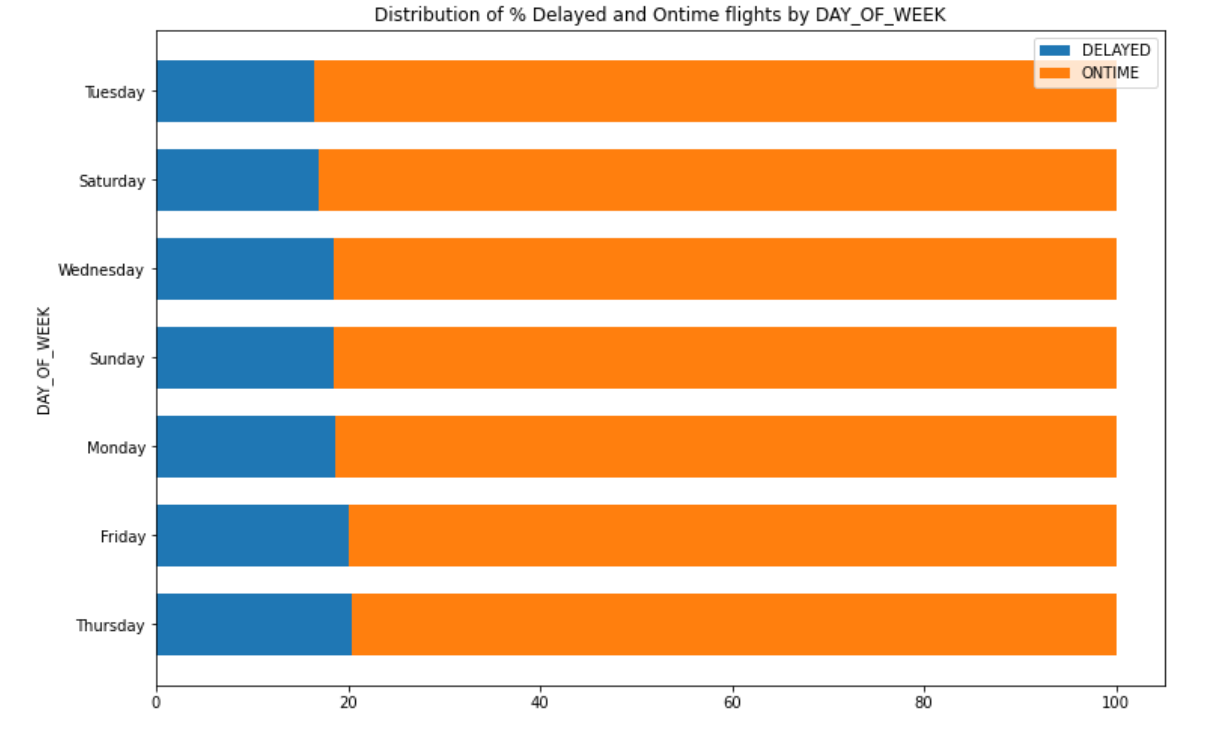 Distribution of % Delayed and Ontime flights by DAY_OF_WEEK
DELAYED
ONTIME
Tuesday
Saturday
Wednesday
Sunday
Monday
Friday
Thursday
DAY_OF_WEEK
0 20 40 60 80 100